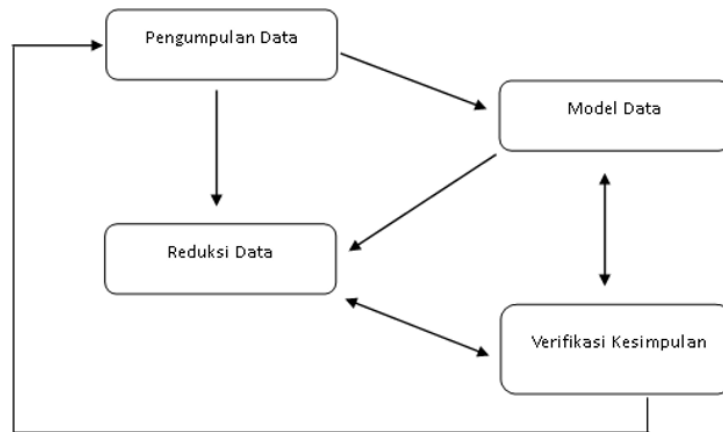 Pengumpulan Data
Model Data
Reduksi Data
Verifikasi Kesimpulan